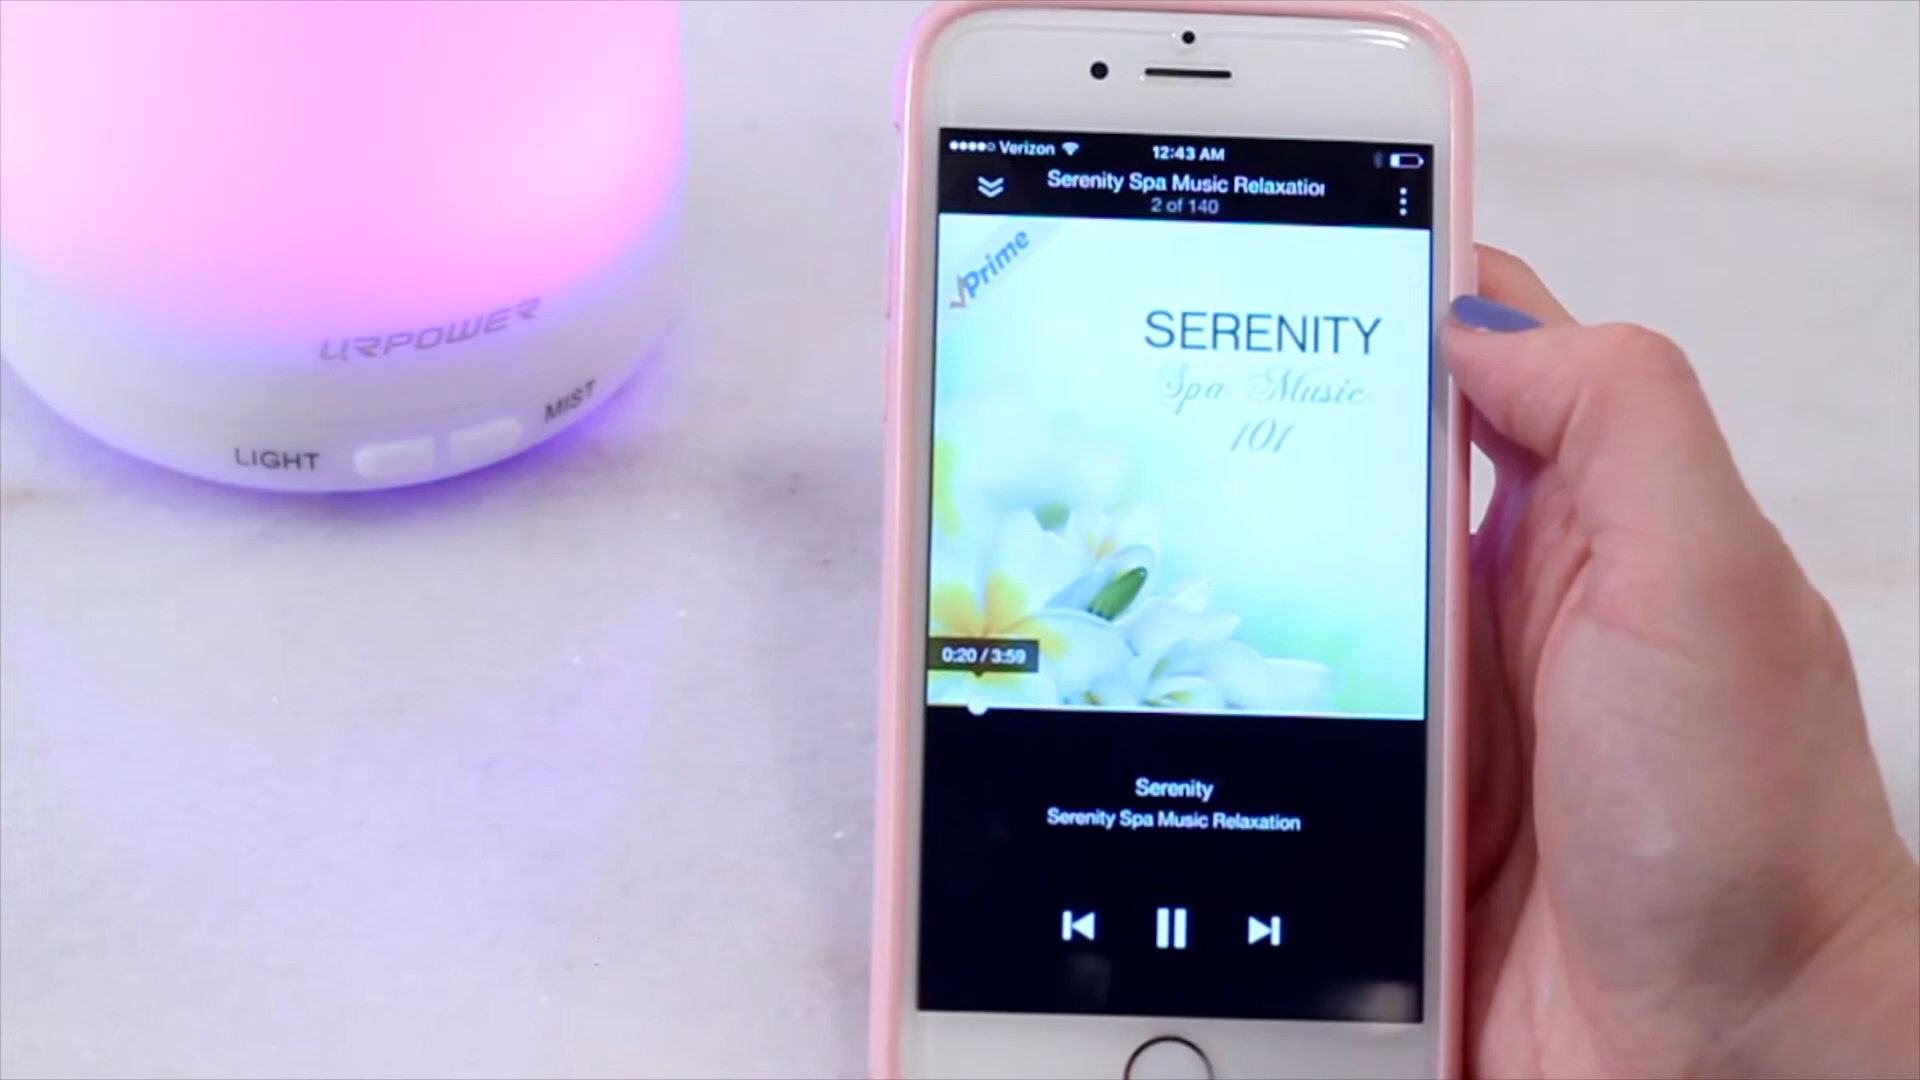 URPOWER
LIGHT
MIST
Verizon
12:43 AM
Serenity Spa Music Relaxation
2 of 140
Prime
SERENITY
Spa Music
101
0:20 / 3:59
Serenity
Serenity Spa Music Relaxation